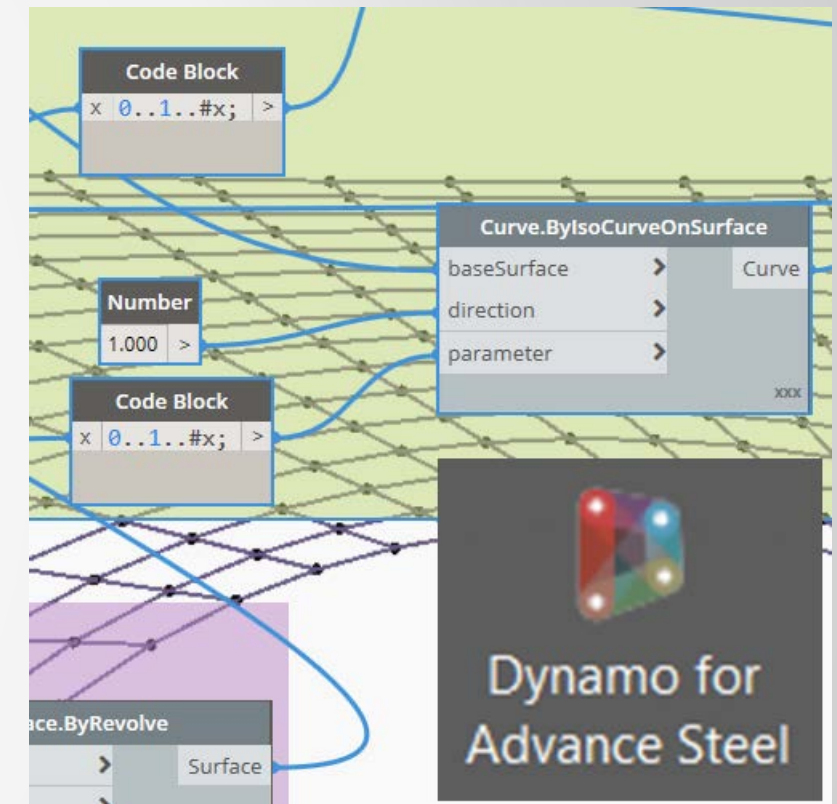 Code Block
x 0..1..#x; >
Curve.ByIsoCurveOnSurface
baseSurface > Curve
direction >
parameter >
xxx
Number
1.000 >
Code Block
x 0..1..#x; >
Dynamo for
Advance Steel
ace.ByRevolve
> Surface